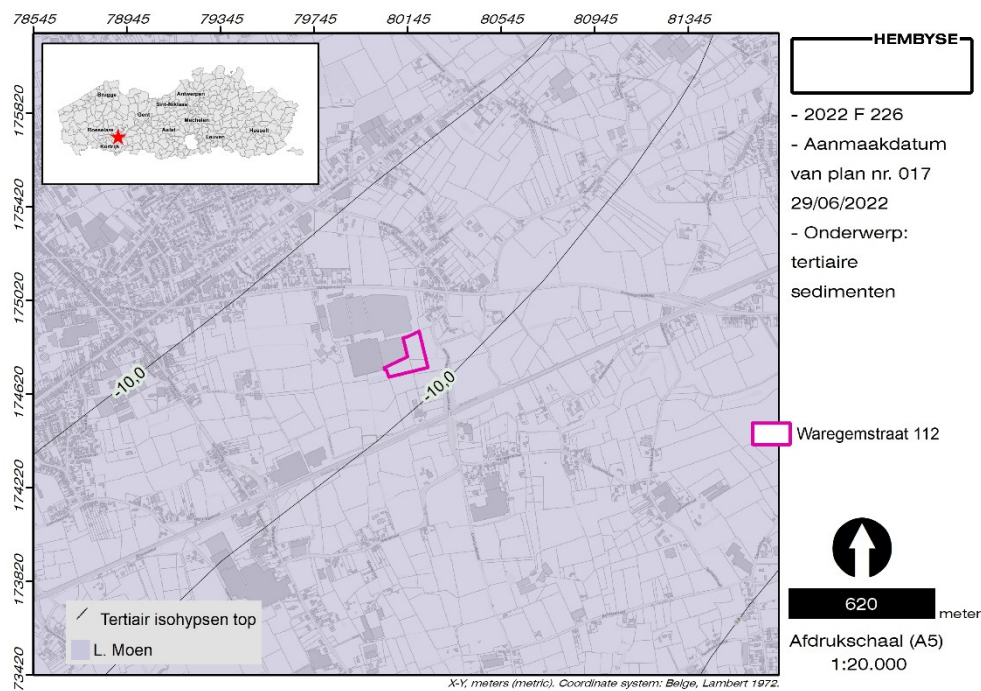 78545 78945 79345 79745 80145 80545 80945 81345
175820
175420
175020
174620
174220
173820
73420
Brugge
Antwerpen
Sint-Niklaas
Gent
Mechelen
Roeselare
Aalst
Leuven
Hasselt
Kortrijk
-10,0
-10,0
Tertiair isohypsen top
L. Moen
X-Y, meters (metric). Coordinate system: Belge, Lambert 1972.
HEMBYSE
- 2022 F 226
- Aanmaakdatum
van plan nr. 017
29/06/2022
- Onderwerp:
tertiaire
sedimenten
Waregemstraat 112
620 meter
Afdrukschaal (A5)
1:20.000